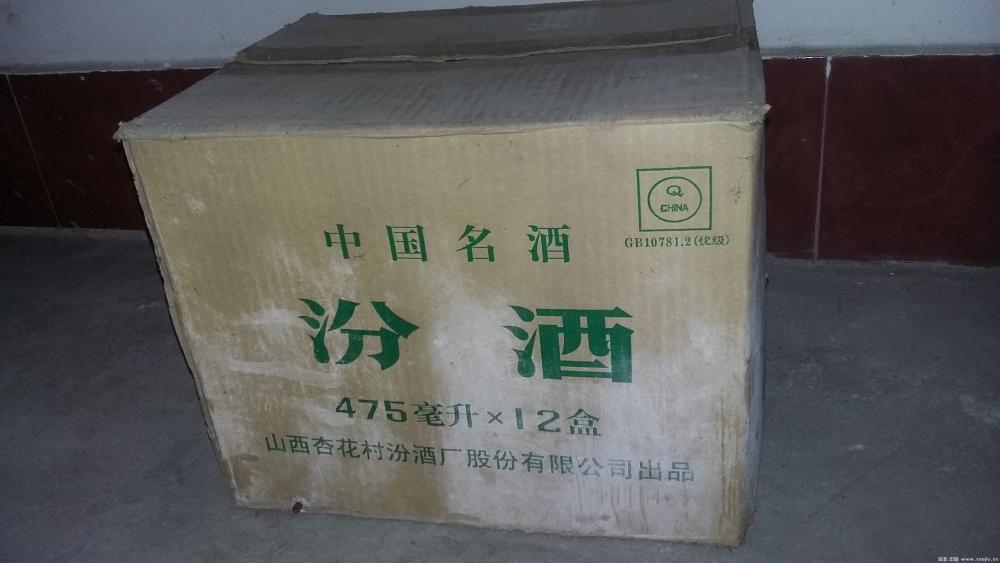 Q
CHINA
GB10781.2(优级)
中国名酒
汾酒
475毫升×12盒
山西杏花村汾酒厂股份有限公司出品